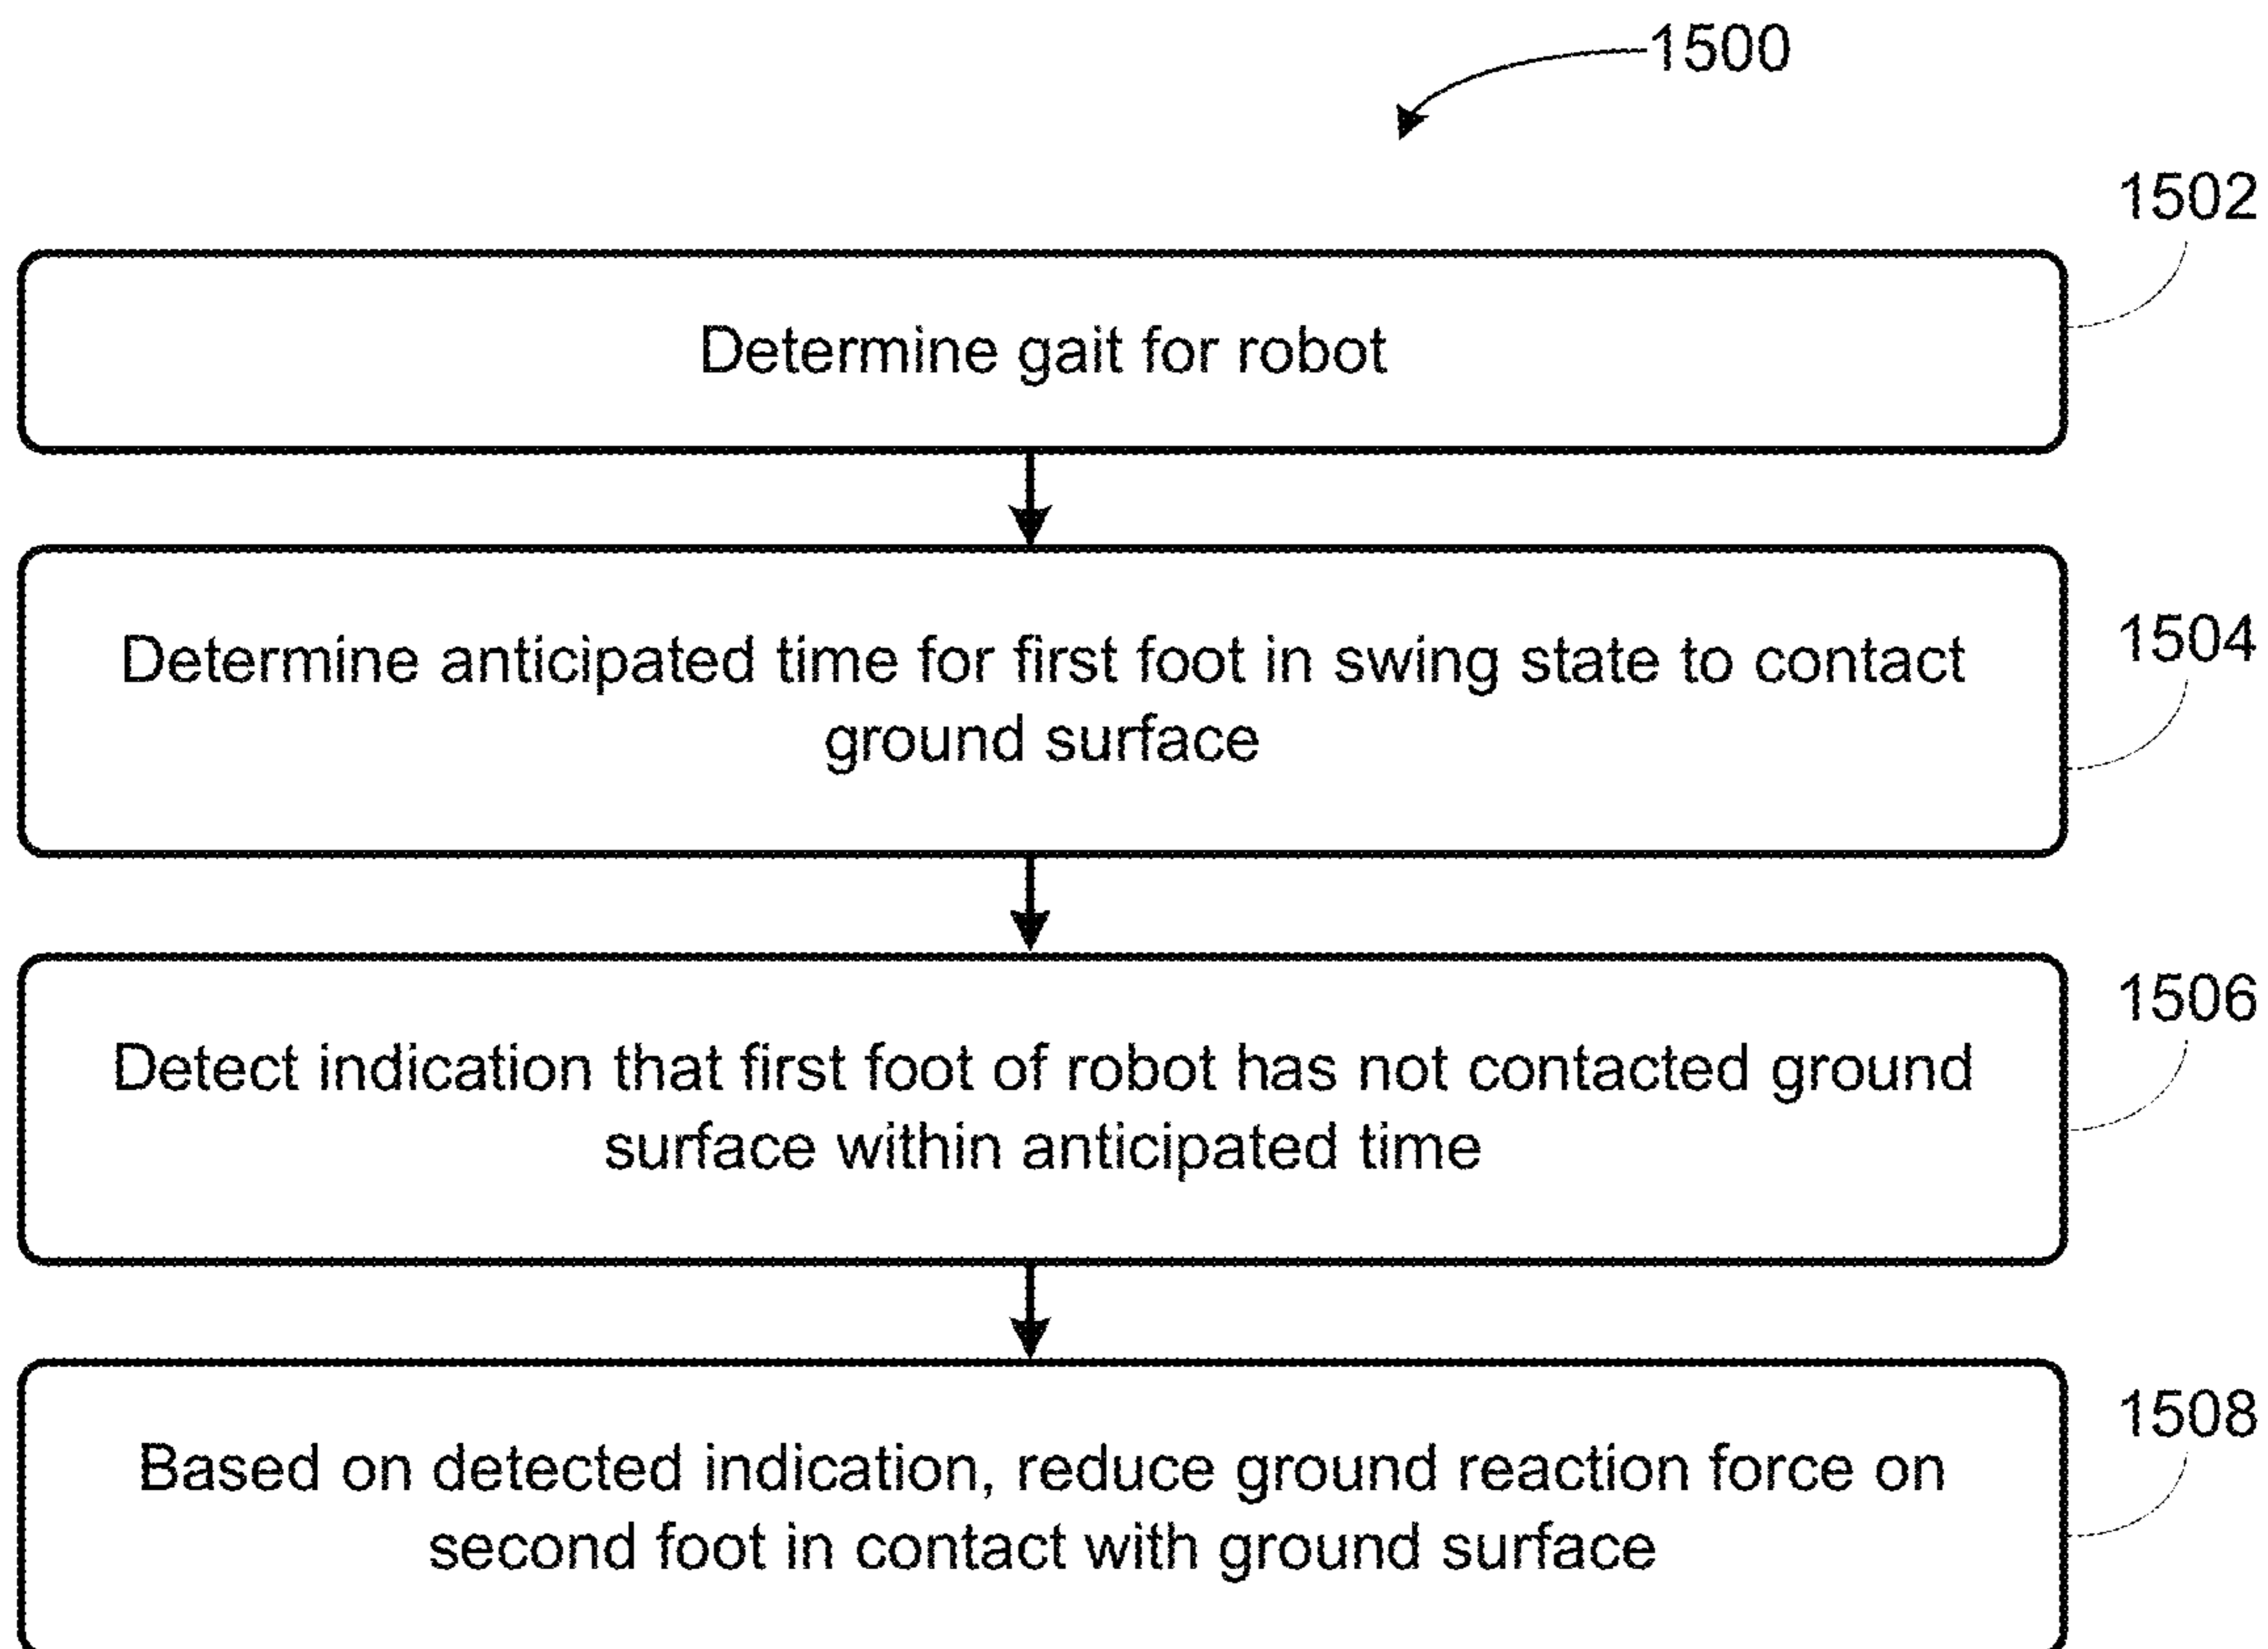 1500
1502
Determine gait for robot
1504
Determine anticipated time for first foot in swing state to contact
ground surface
1506
Detect indication that first foot of robot has not contacted ground
surface within anticipated time
1508
Based on detected indication, reduce ground reaction force on
second foot in contact with ground surface